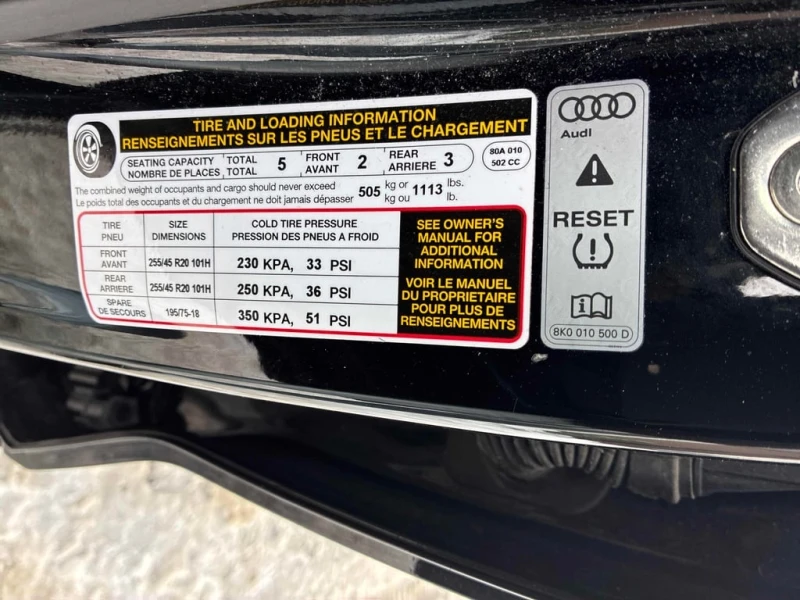 TIRE AND LOADING INFORMATION
RENSEIGNEMENTS SUR LES PNEUS ET LE CHARGEMENT
SEATING CAPACITY TOTAL 5 FRONT 2 REAR 3
NOMBRE DE PLACES TOTAL AVANT ARRIERE
80A 010
502 CC
The combined weight of occupants and cargo should never exceed 505 kg or 1113 lbs.
Le poids total des occupants et du chargement ne doit jamais dépasser kg ou lb.
TIRE SIZE COLD TIRE PRESSURE
PNEU DIMENSIONS PRESSION DES PNEUS A FROID
FRONT
AVANT 255/45 R20 101H 230 KPA, 33 PSI
REAR
ARRIERE 255/45 R20 101H 250 KPA, 36 PSI
SPARE
DE SECOURS 195/75-18 350 KPA, 51 PSI
SEE OWNER'S
MANUAL FOR
ADDITIONAL
INFORMATION
VOIR LE MANUEL
DU PROPRIETAIRE
POUR PLUS DE
RENSEIGNEMENTS
Audi
RESET
8K0 010 500 D